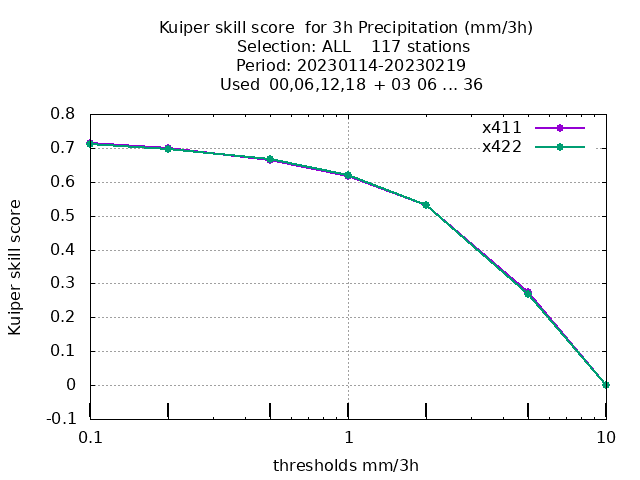 Kuiper skill score  for 3h Precipitation (mm/3h)
Selection: ALL    117 stations
Period: 20230114-20230219
Used  00,06,12,18  + 03 06 ... 36
x411
x422
0.8
0.7
0.6
0.5
0.4
0.3
0.2
0.1
0
-0.1
Kuiper skill score
0.1
1
10
thresholds mm/3h